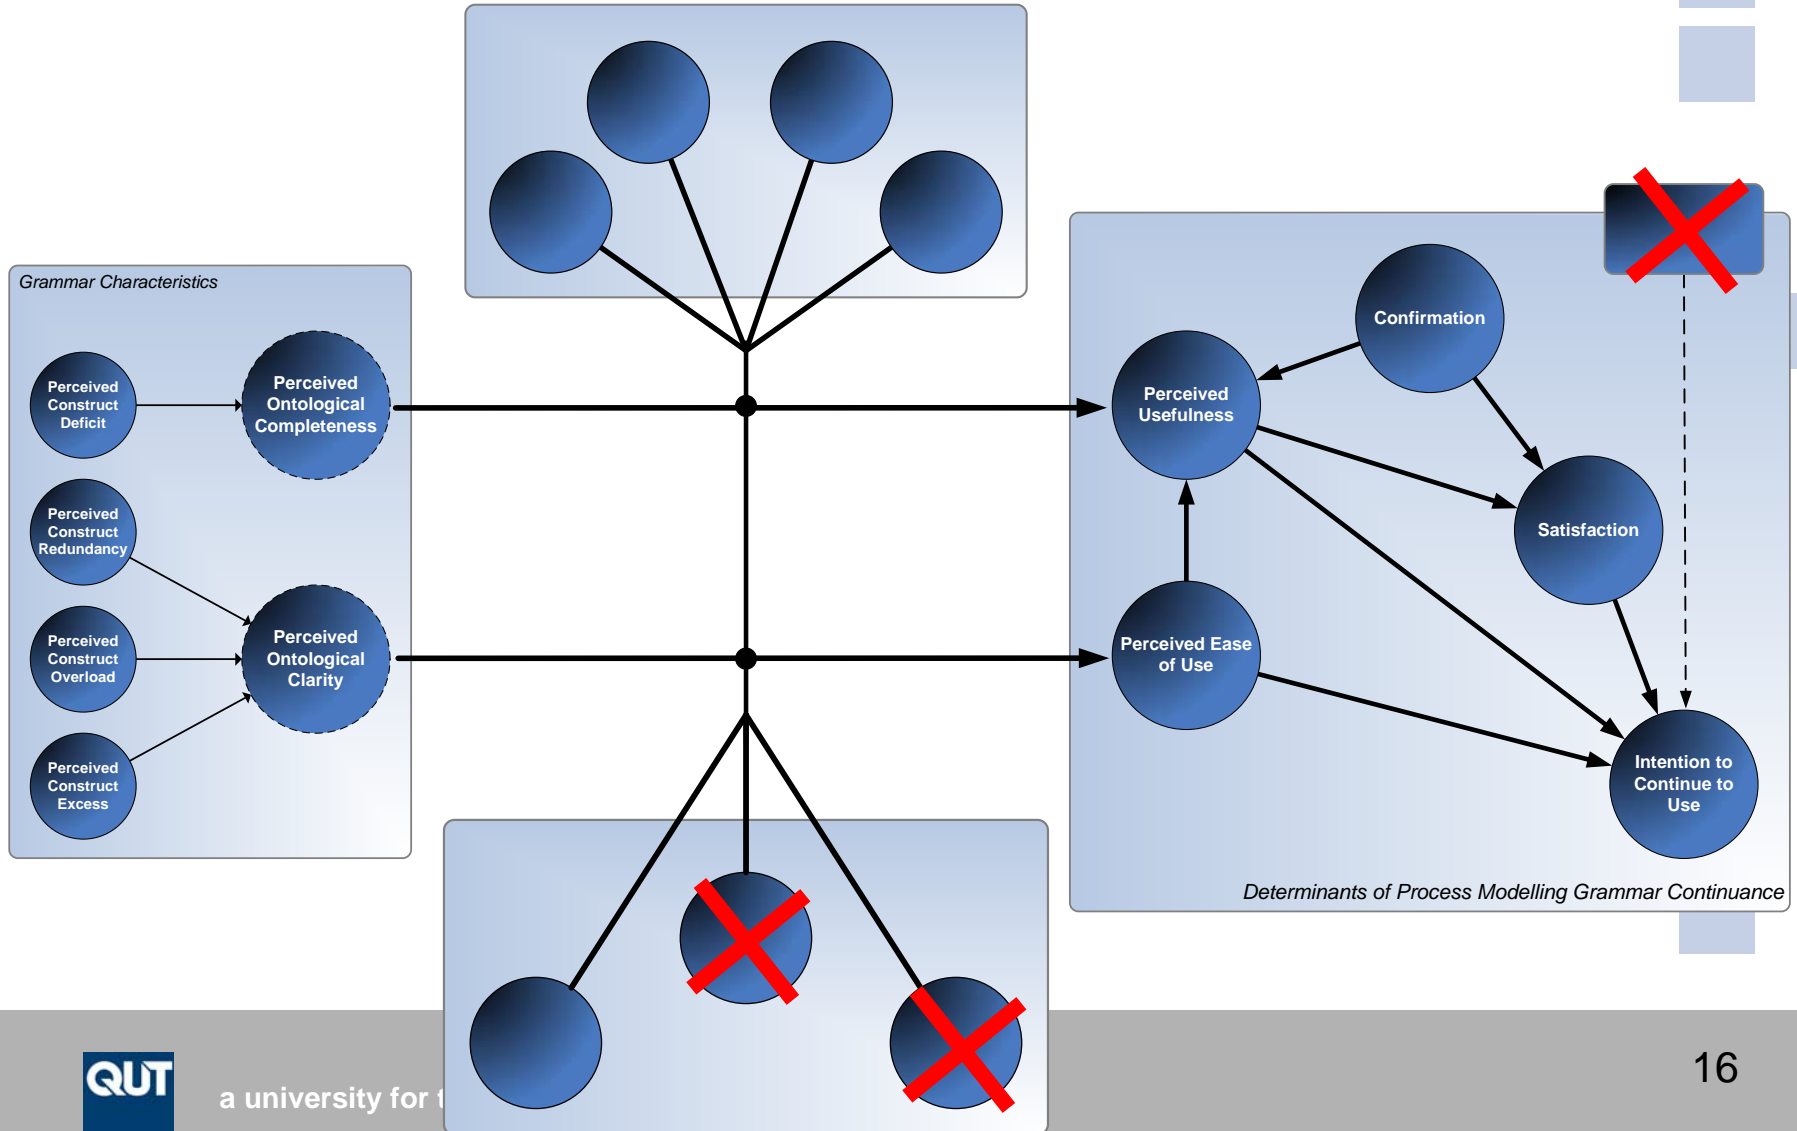 Grammar Characteristics
Perceived
Construct
Deficit
Perceived
Ontological
Completeness
Perceived
Construct
Redundancy
Perceived
Construct
Overload
Perceived
Ontological
Clarity
Perceived
Construct
Excess
Confirmation
Perceived
Usefulness
Satisfaction
Perceived Ease
of Use
Intention to
Continue to
Use
Determinants of Process Modelling Grammar Continuance
QUT
a university for t
16